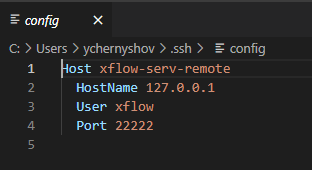 config
C: > Users > ychernyshov > .ssh > config
1 Host xflow-serv-remote
2 HostName 127.0.0.1
3 User xflow
4 Port 22222
5